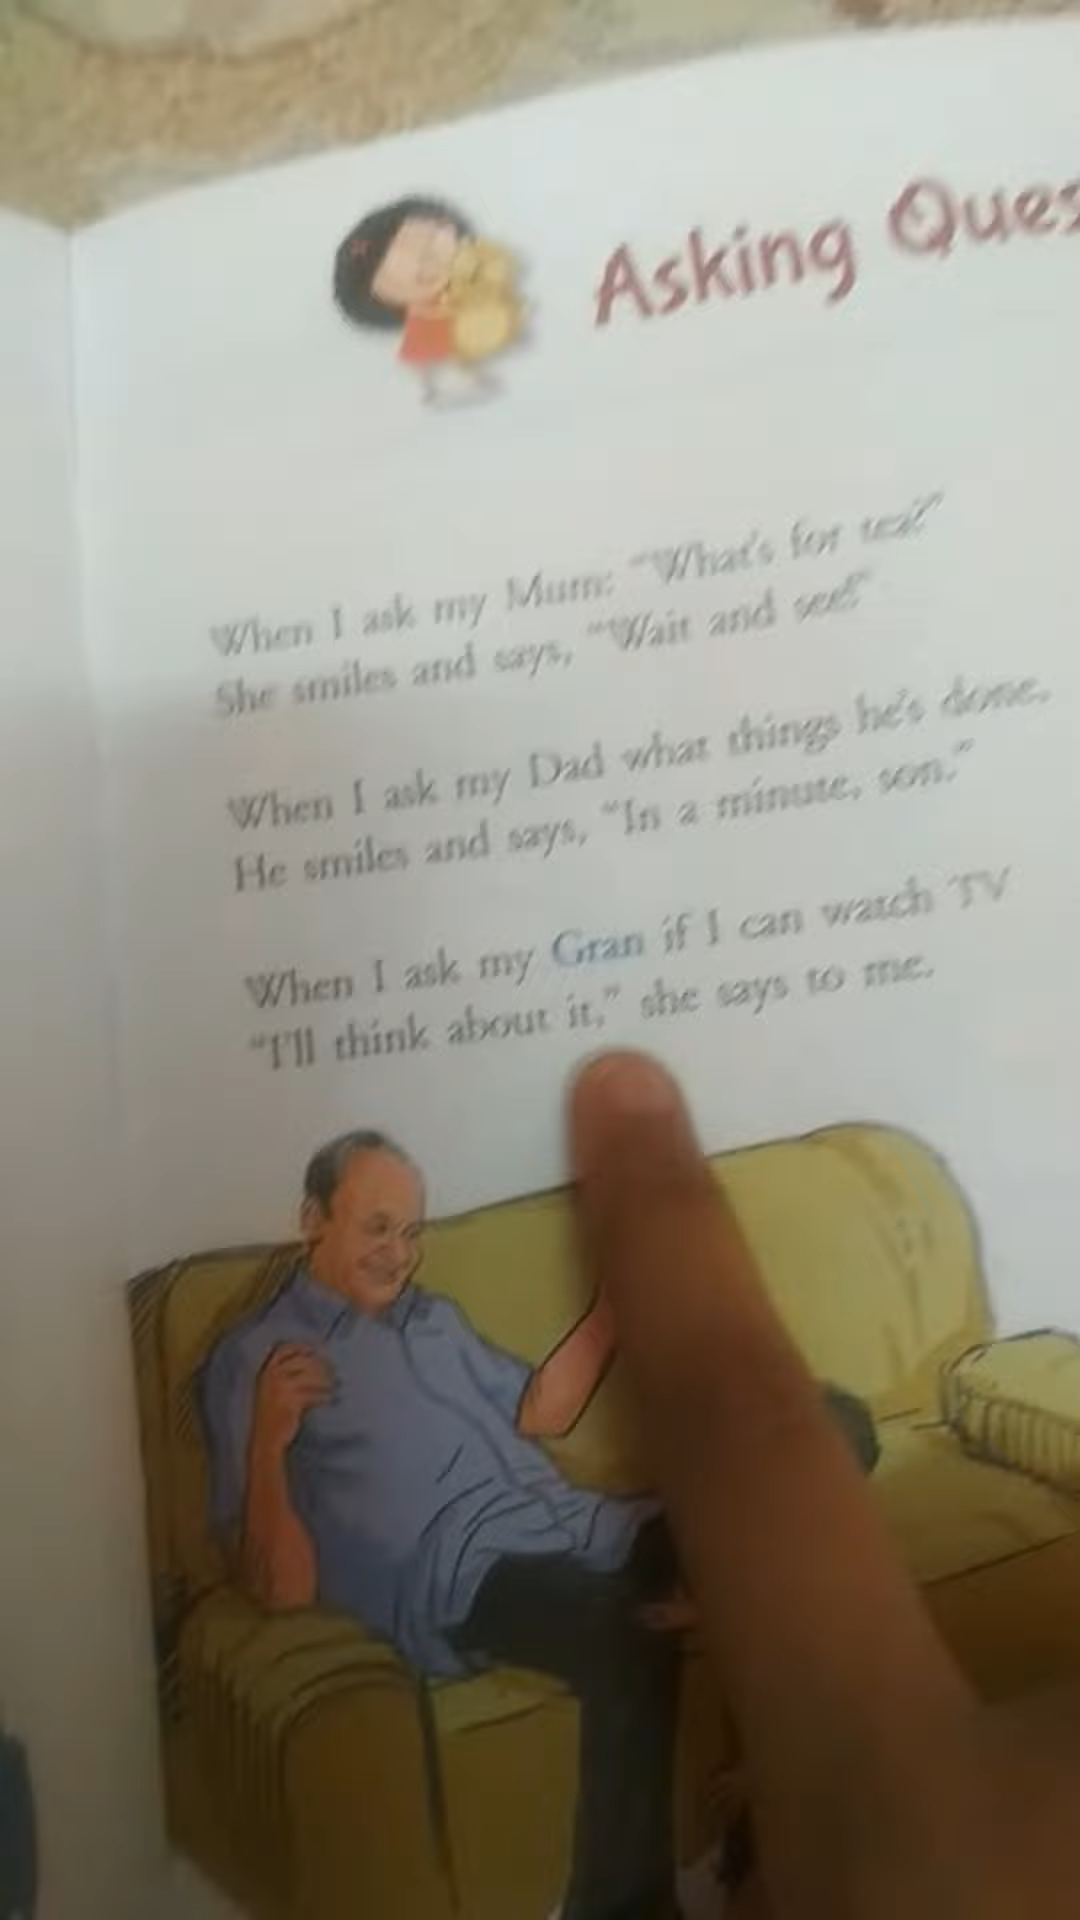 Asking Ques
When I ask my Mum: "What's for tea?"
She smiles and says, "Wait and see!"
When I ask my Dad what things he's done.
He smiles and says, "In a minute, son."
When I ask my Gran if I can watch TV
"I'll think about it," she says to me.